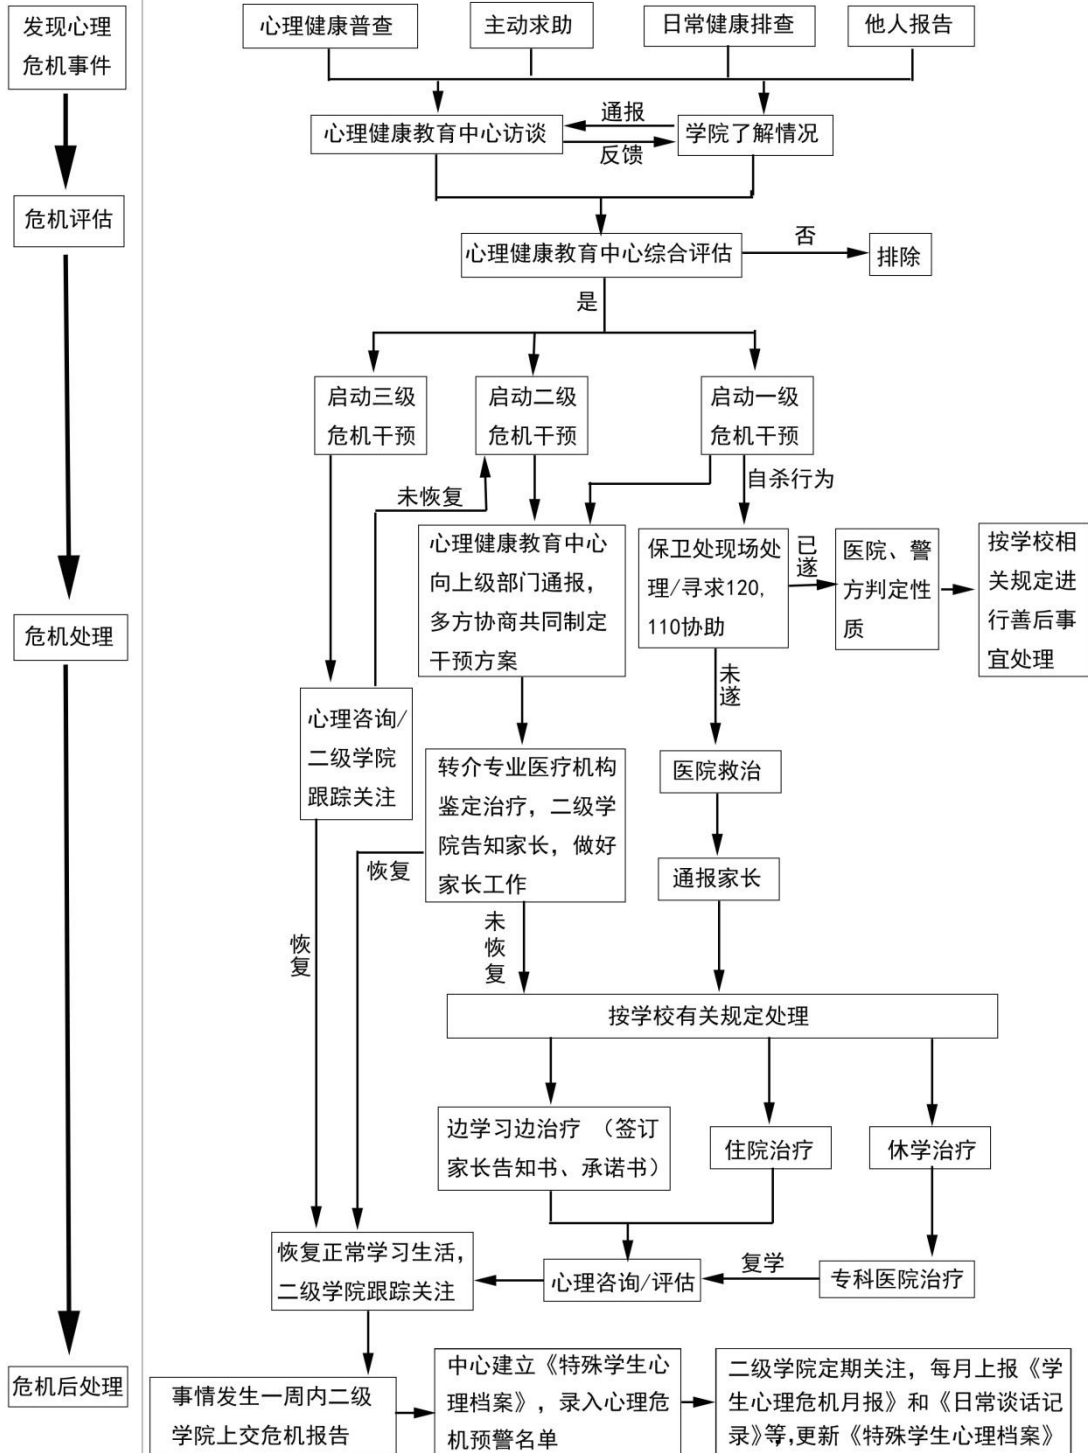 发现心理
危机事件
危机评估
危机处理
危机后处理
心理健康普查
主动求助
日常健康排查
他人报告
心理健康教育中心访谈
通报
反馈
学院了解情况
心理健康教育中心综合评估
否
排除
是
启动三级
危机干预
启动二级
危机干预
启动一级
危机干预
未恢复
自杀行为
心理健康教育中心
向上级部门通报，
多方协商共同制定
干预方案
保卫处现场处
理/寻求120,
110协助
已遂
医院、警
方判定性
质
按学校相
关规定进
行善后事
宜处理
未遂
心理咨询/
二级学院
跟踪关注
转介专业医疗机构
鉴定治疗，二级学
院告知家长，做好
家长工作
医院救治
通报家长
恢复
恢复
未恢复
按学校有关规定处理
边学习边治疗 （签订
家长告知书、承诺书）
住院治疗
休学治疗
恢复正常学习生活，
二级学院跟踪关注
心理咨询/评估
复学
专科医院治疗
事情发生一周内二级
学院上交危机报告
中心建立《特殊学生心
理档案》，录入心理危
机预警名单
二级学院定期关注，每月上报《学
生心理危机月报》和《日常谈话记
录》等,更新《特殊学生心理档案》